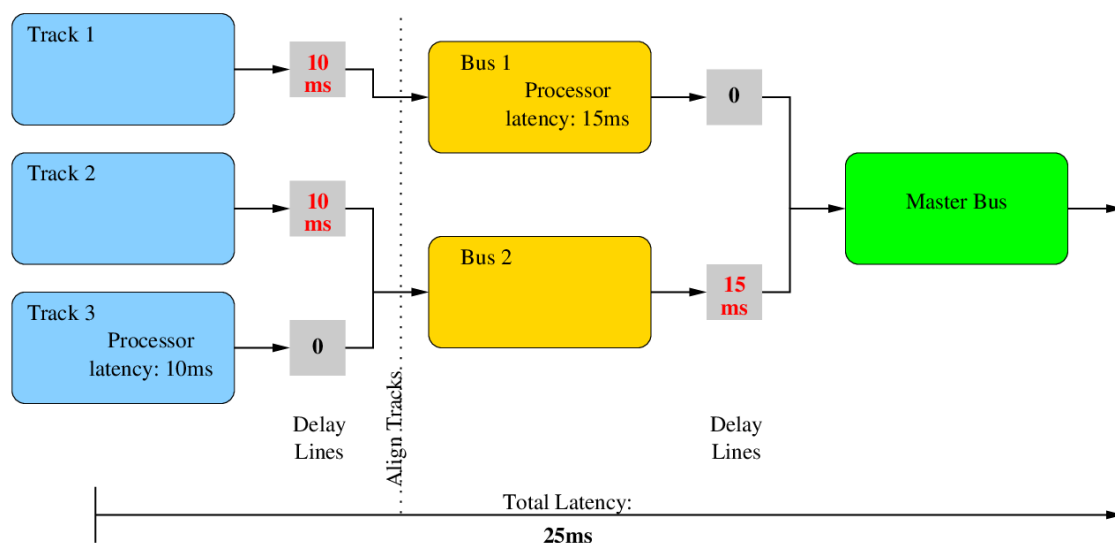 Track 1
10
ms
Bus 1
Processor
latency: 15ms
0
Track 2
10
ms
Master Bus
Bus 2
15
ms
Track 3
Processor
latency: 10ms
0
Align Tracks
Delay
Lines
Delay
Lines
Total Latency:
25ms